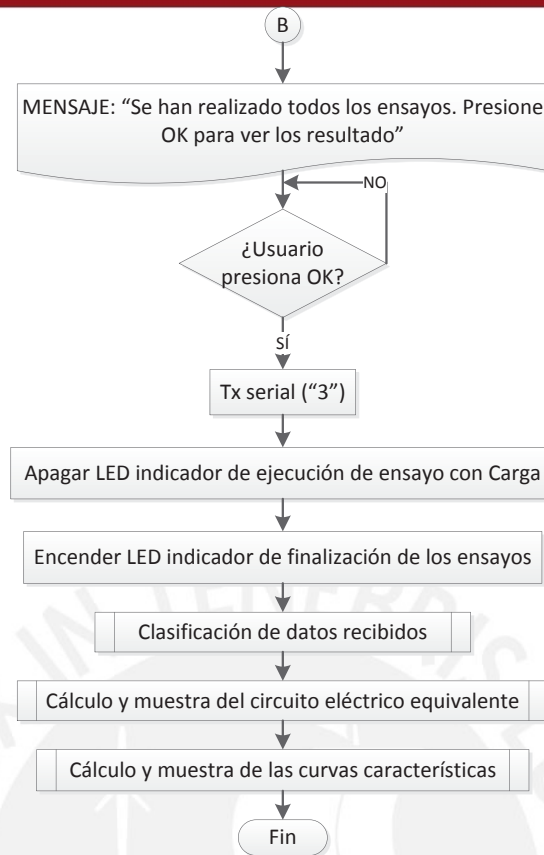 B
MENSAJE: “Se han realizado todos los ensayos. Presione
OK para ver los resultado”
NO
¿Usuario
presiona OK?
SÍ
Tx serial (“3”)
Apagar LED indicador de ejecución de ensayo con Carga
Encender LED indicador de finalización de los ensayos
Clasificación de datos recibidos
Cálculo y muestra del circuito eléctrico equivalente
Cálculo y muestra de las curvas características
Fin